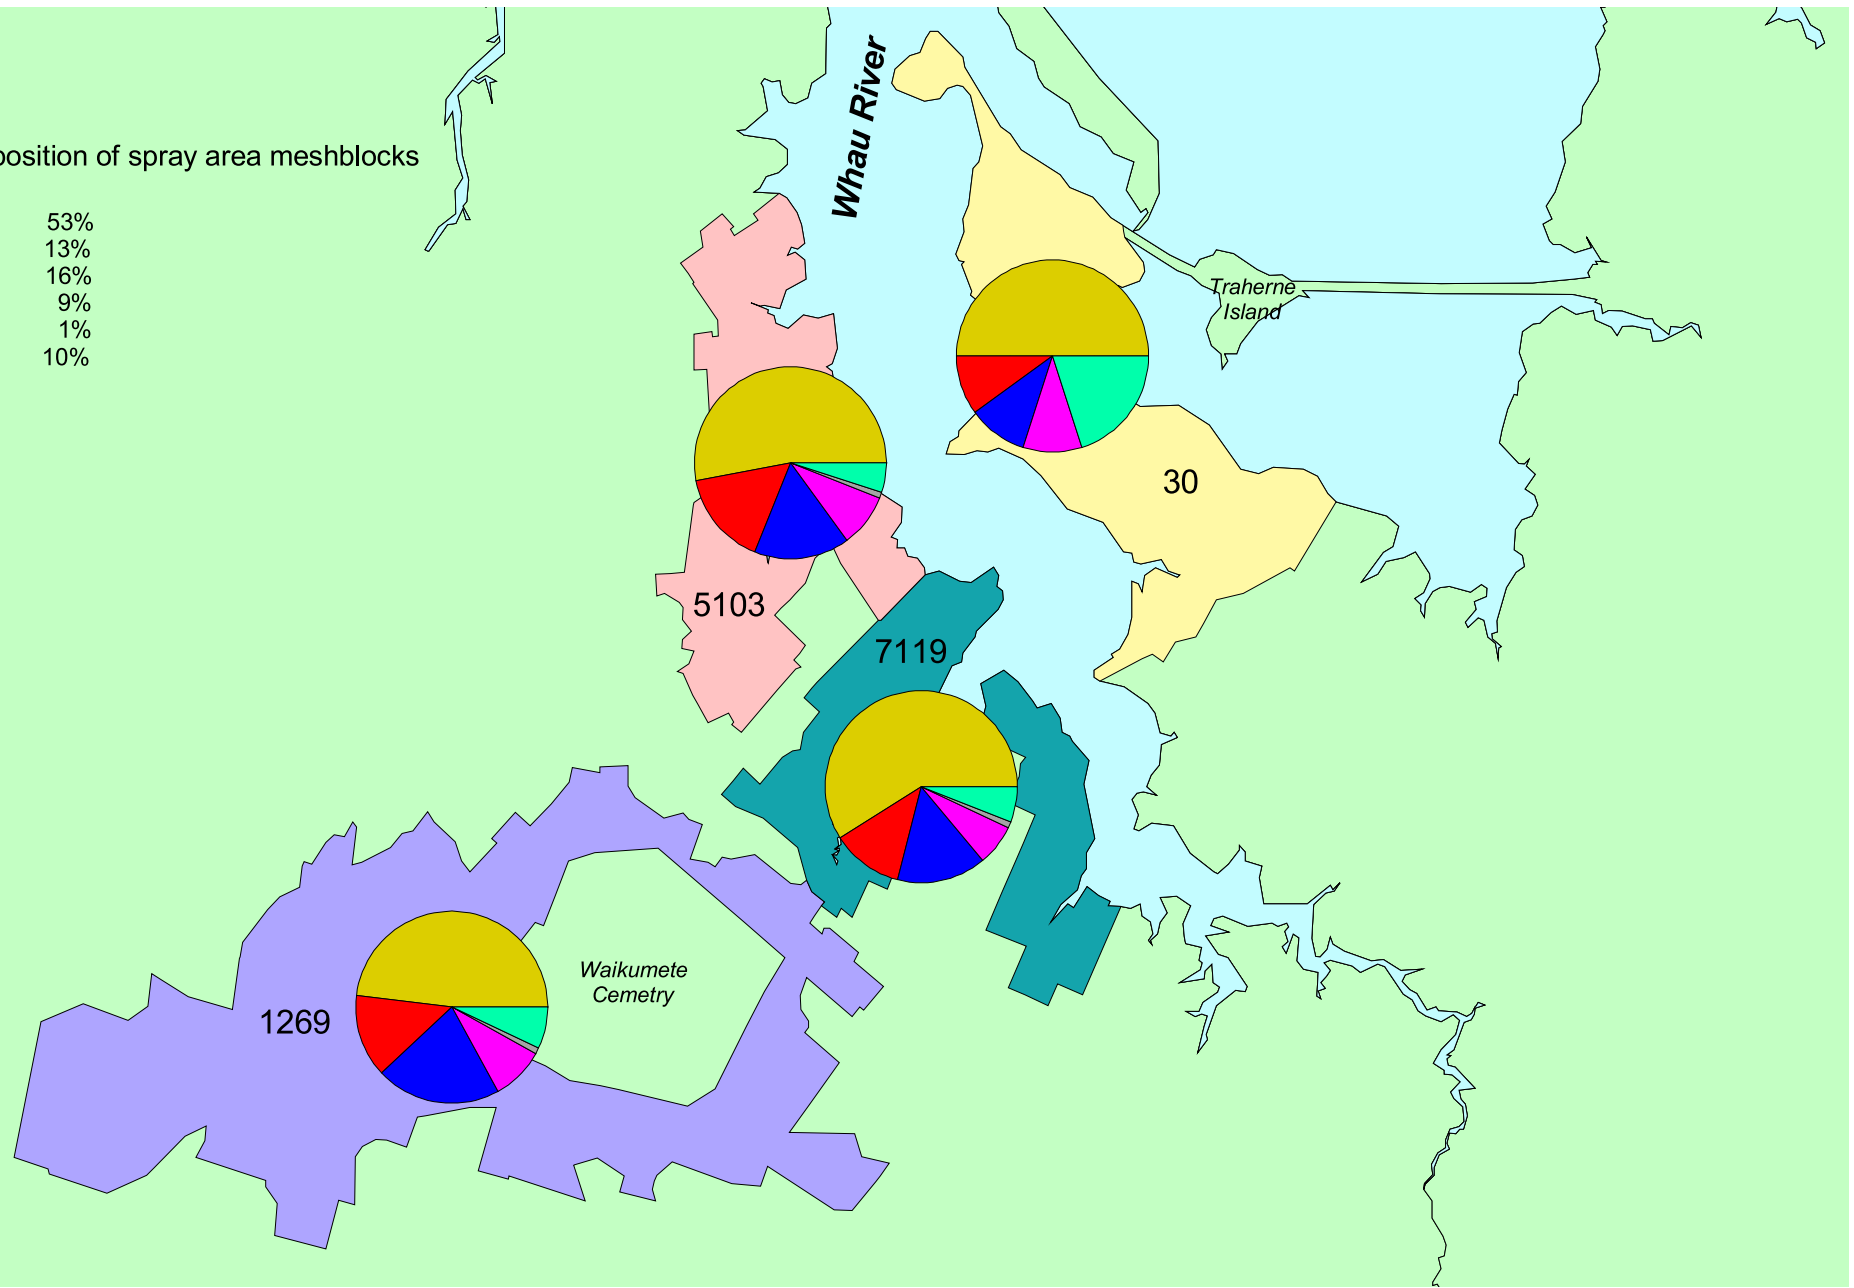 Whau River
position of spray area meshblocks
53%
13%
16%
9%
1%
10%
Traherne
Island
30
5103
7119
Waikumete
Cemetry
1269